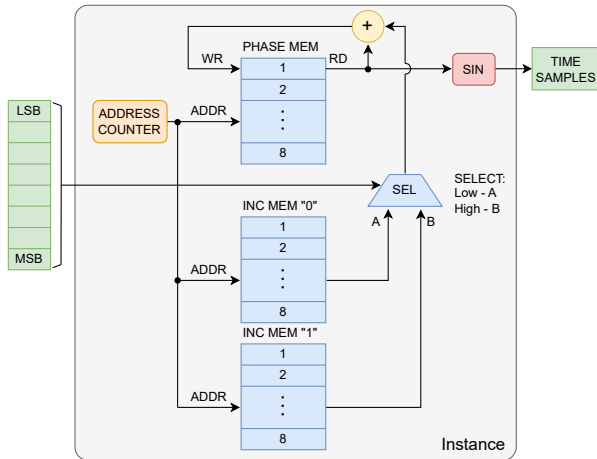 +
PHASE MEM
WR
1
RD
2
⋮
8
SIN
TIME
SAMPLES
LSB
MSB
ADDRESS
COUNTER
ADDR
SEL
SELECT:
Low - A
High - B
A
B
INC MEM "0"
1
2
⋮
8
ADDR
INC MEM "1"
1
2
⋮
8
ADDR
Instance